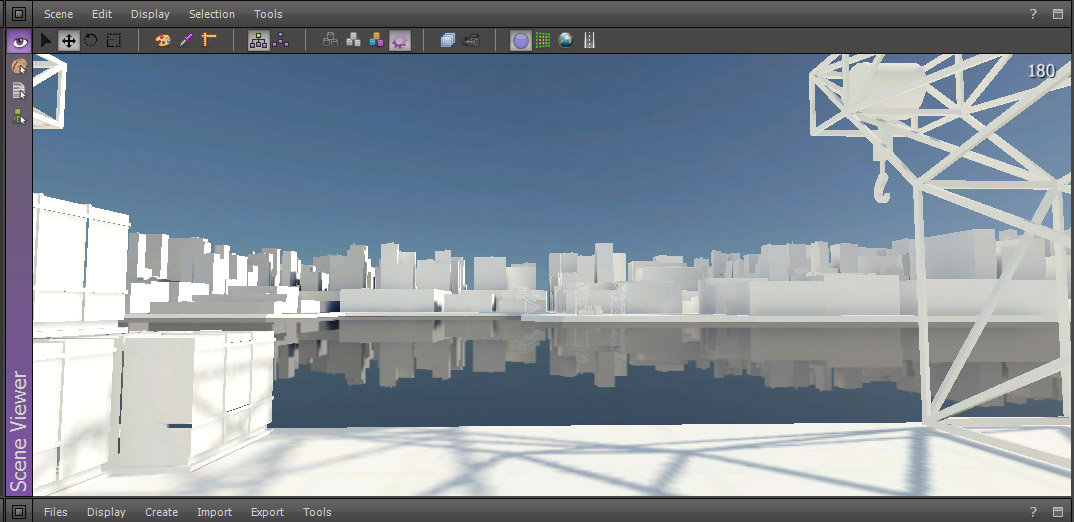 Scene Edit Display Selection Tools ?
180
Scene Viewer
Files Display Create Import Export Tools ?